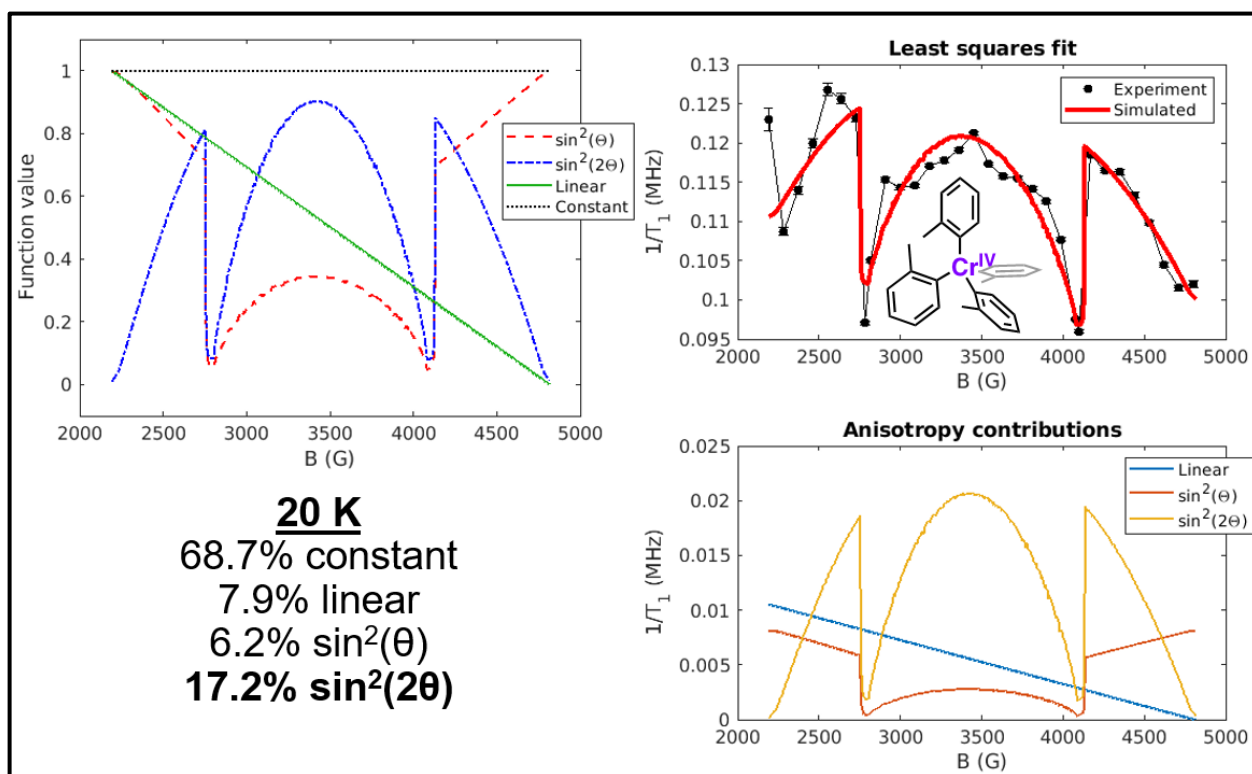 1
0.8
0.6
0.4
0.2
0
Function value
2000 2500 3000 3500 4000 4500 5000
B (G)
sin²(Θ)
sin²(2Θ)
Linear
Constant
20 K
68.7% constant
7.9% linear
6.2% sin²(θ)
17.2% sin²(2θ)
Least squares fit
0.13
0.125
0.12
0.115
0.11
0.105
0.1
0.095
1/T₁ (MHz)
Experiment
Simulated
Cr^IV
2000 2500 3000 3500 4000 4500 5000
B (G)
Anisotropy contributions
0.025
0.02
0.015
0.01
0.005
0
1/T₁ (MHz)
Linear
sin²(Θ)
sin²(2Θ)
2000 2500 3000 3500 4000 4500 5000
B (G)